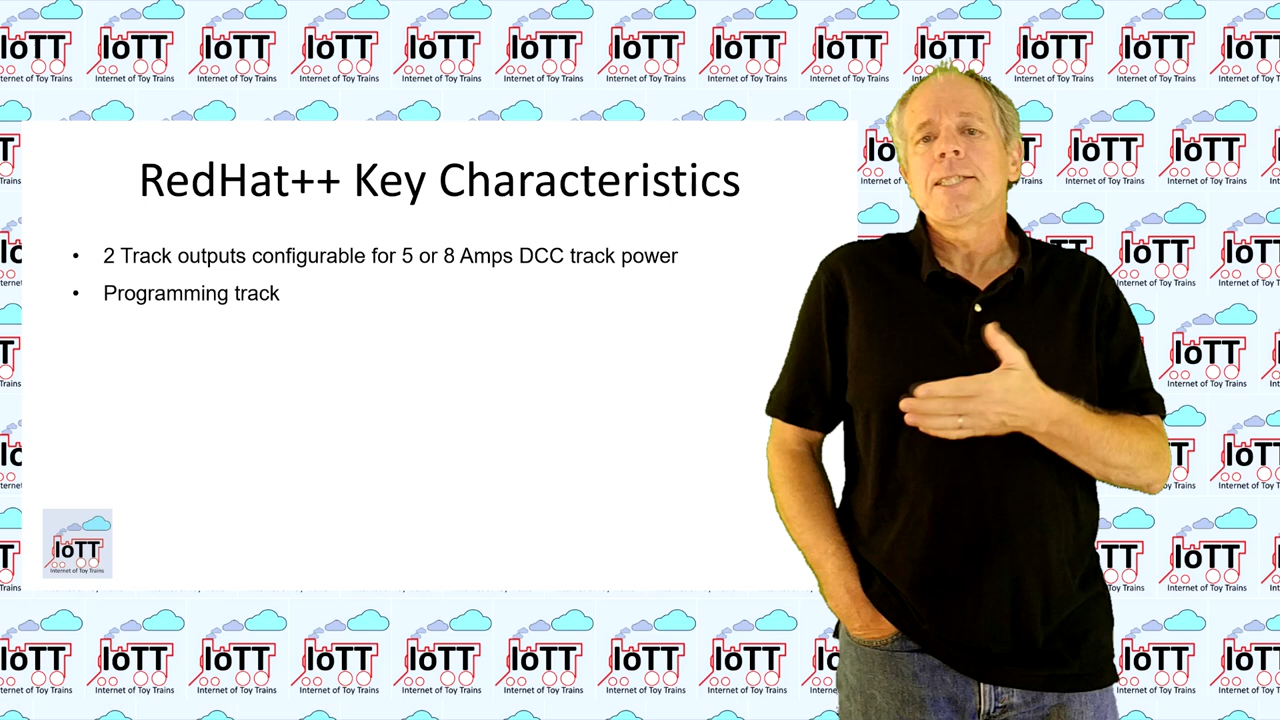 RedHat++ Key Characteristics
• 2 Track outputs configurable for 5 or 8 Amps DCC track power
• Programming track
IoTT
Internet of Toy Trains